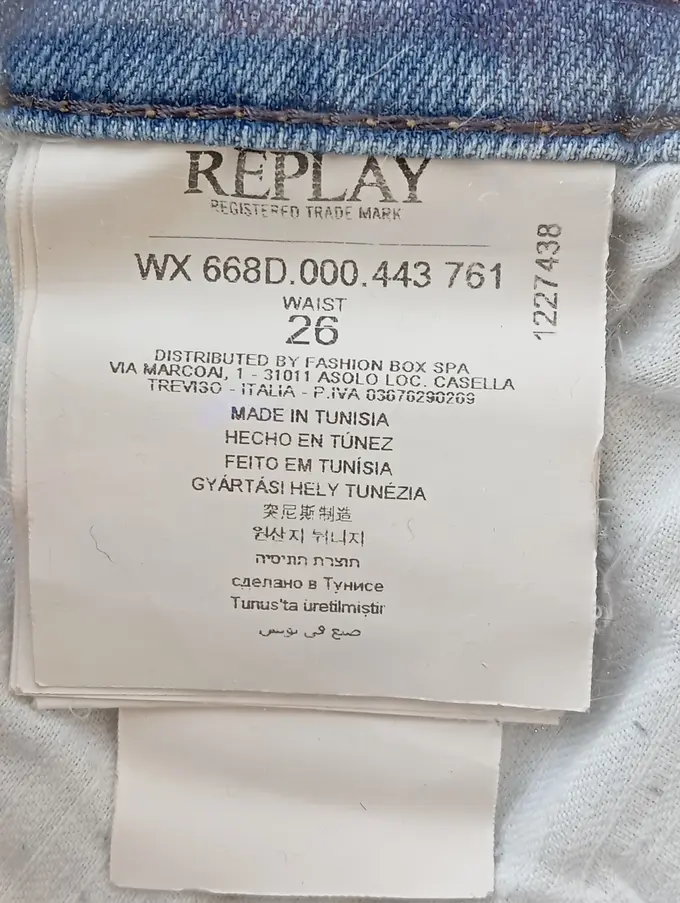 REPLAY
REGISTERED TRADE MARK
WX 668D.000.443 761
1227438
WAIST
26
DISTRIBUTED BY FASHION BOX SPA
VIA MARCOAI, 1 - 31011 ASOLO LOC. CASELLA
TREVISO - ITALIA - P.IVA
MADE IN TUNISIA
HECHO EN TÚNEZ
FEITO EM TUNÍSIA
GYÁRTÁSI HELY TUNÉZIA
突尼斯制造
원산지 튀니지
תוצרת תוניסיה
сделано в Тунисе
Tunus'ta üretilmiştir
صنع في تونس